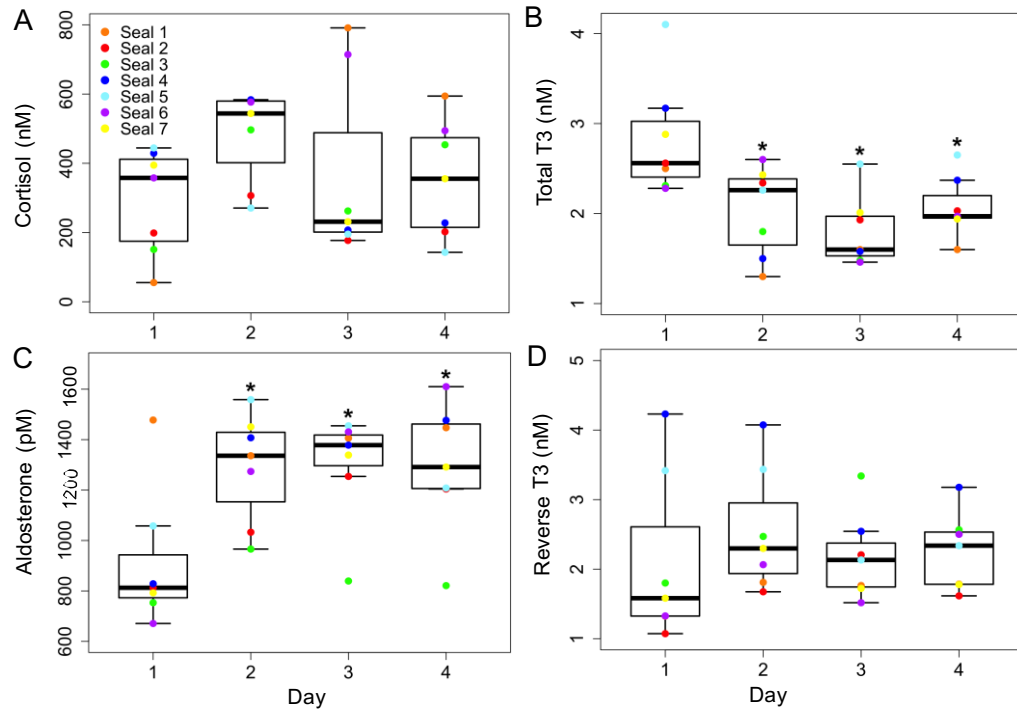 A
Cortisol (nM)
800
600
400
200
0
Seal 1
Seal 2
Seal 3
Seal 4
Seal 5
Seal 6
Seal 7
1 2 3 4
B
Total T3 (nM)
4
3
2
1
* * *
1 2 3 4
C
Aldosterone (pM)
1600
1400
1200
1000
800
600
* * *
1 2 3 4
Day
D
Reverse T3 (nM)
5
4
3
2
1
1 2 3 4
Day